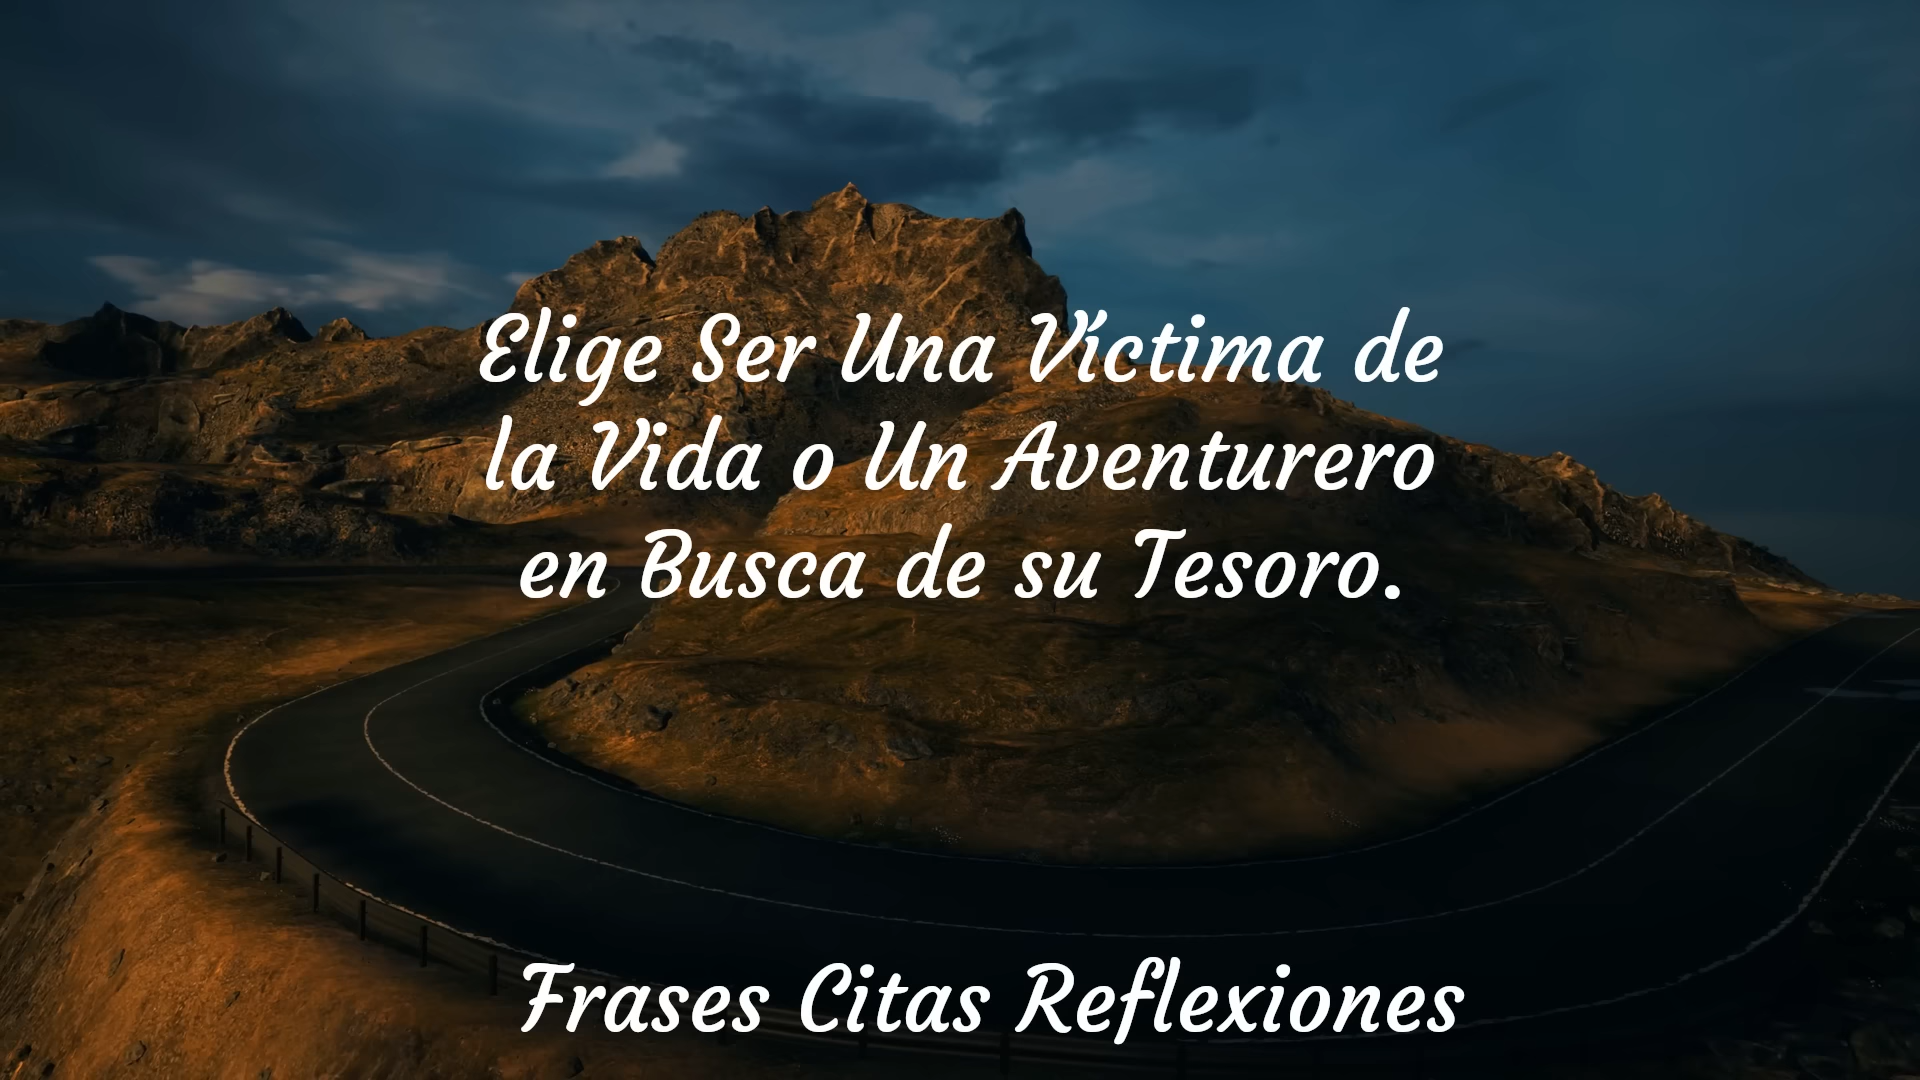 Elige Ser Una Víctima de
la Vida o Un Aventurero
en Busca de su Tesoro.
Frases Citas Reflexiones